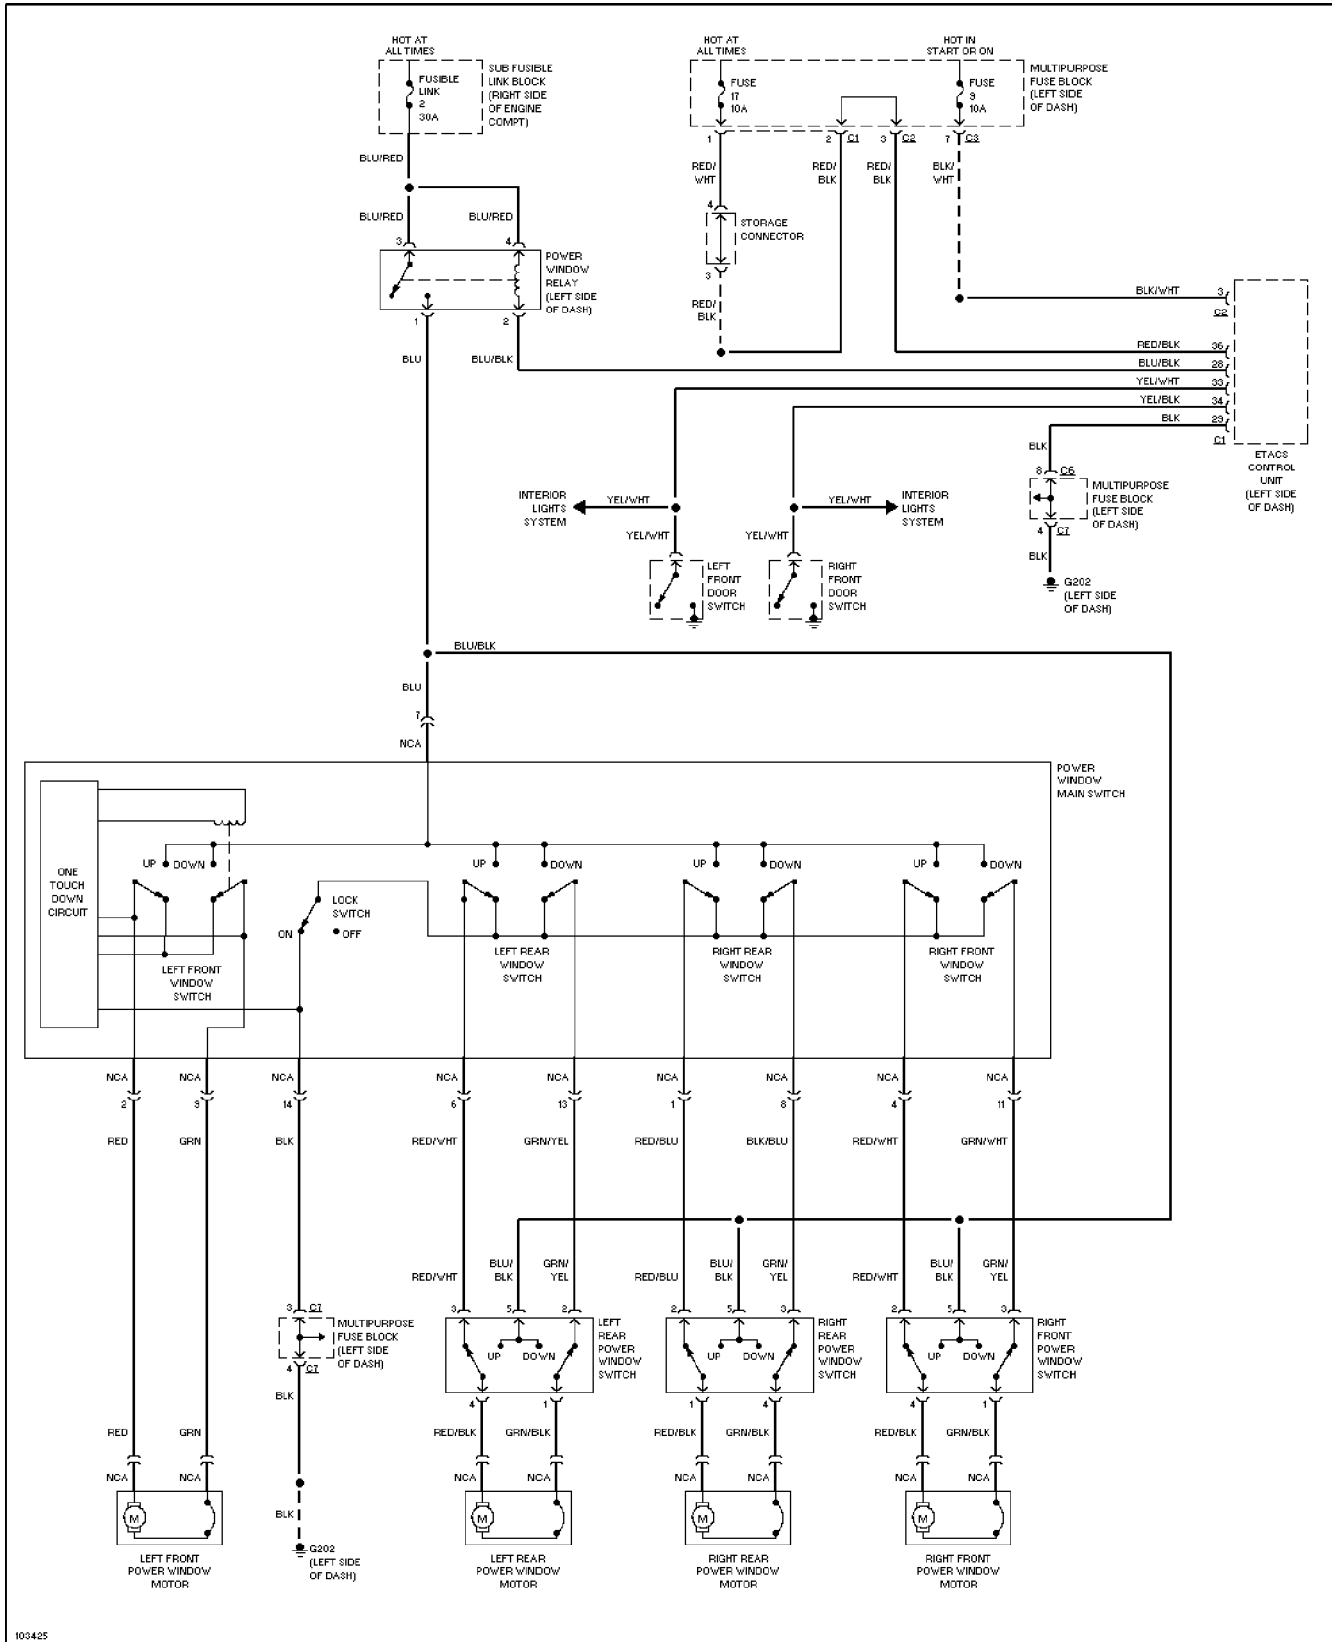 HOT AT
ALL TIMES
FUSIBLE
LINK
2
30A
SUB FUSIBLE
LINK BLOCK
(RIGHT SIDE
OF ENGINE
COMPT)
HOT AT
ALL TIMES
HOT IN
START OR ON
FUSE
17
10A
FUSE
9
10A
MULTIPURPOSE
FUSE BLOCK
(LEFT SIDE
OF DASH)
1
2 C1
3 C2
7 C3
BLU/RED
RED/
WHT
RED/
BLK
RED/
BLK
BLK/
WHT
BLU/RED
BLU/RED
4
STORAGE
CONNECTOR
3
3
4
POWER
WINDOW
RELAY
(LEFT SIDE
OF DASH)
1
2
RED/
BLK
BLU
BLU/BLK
BLK/WHT
3
C2
RED/BLK
36
BLU/BLK
28
YEL/WHT
33
YEL/BLK
34
BLK
29
C1
ETACS
CONTROL
UNIT
(LEFT SIDE
OF DASH)
BLK
8 C6
MULTIPURPOSE
FUSE BLOCK
(LEFT SIDE
OF DASH)
4 C7
BLK
G202
(LEFT SIDE
OF DASH)
INTERIOR
LIGHTS
SYSTEM
YEL/WHT
YEL/WHT
INTERIOR
LIGHTS
SYSTEM
YEL/WHT
YEL/WHT
LEFT
FRONT
DOOR
SWITCH
RIGHT
FRONT
DOOR
SWITCH
BLU/BLK
BLU
7
NCA
POWER
WINDOW
MAIN SWITCH
ONE
TOUCH
DOWN
CIRCUIT
UP
DOWN
LOCK
SWITCH
ON
OFF
LEFT FRONT
WINDOW
SWITCH
UP
DOWN
LEFT REAR
WINDOW
SWITCH
UP
DOWN
RIGHT REAR
WINDOW
SWITCH
UP
DOWN
RIGHT FRONT
WINDOW
SWITCH
NCA NCA NCA NCA NCA NCA NCA NCA NCA
2 9 14 6 13 1 8 4 11
RED GRN BLK RED/WHT GRN/YEL RED/BLU BLK/BLU RED/WHT GRN/WHT
RED/WHT
BLU/
BLK
GRN/
YEL
RED/BLU
BLU/
BLK
GRN/
YEL
RED/WHT
BLU/
BLK
GRN/
YEL
3 C7
MULTIPURPOSE
FUSE BLOCK
(LEFT SIDE
OF DASH)
4 C7
BLK
3 5 2
UP DOWN
LEFT
REAR
POWER
WINDOW
SWITCH
4 1
2 5 3
UP DOWN
RIGHT
REAR
POWER
WINDOW
SWITCH
1 4
2 5 3
UP DOWN
RIGHT
FRONT
POWER
WINDOW
SWITCH
4 1
RED GRN RED/BLK GRN/BLK RED/BLK GRN/BLK RED/BLK GRN/BLK
NCA NCA NCA NCA NCA NCA NCA NCA
BLK
G202
(LEFT SIDE
OF DASH)
M M M M
LEFT FRONT
POWER WINDOW
MOTOR
LEFT REAR
POWER WINDOW
MOTOR
RIGHT REAR
POWER WINDOW
MOTOR
RIGHT FRONT
POWER WINDOW
MOTOR
103425